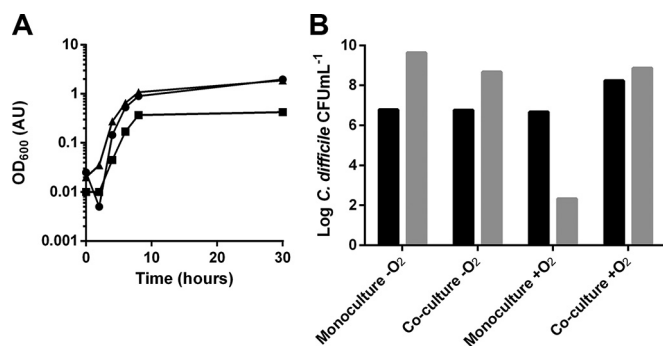 A
OD600 (AU)
10
1
0.1
0.01
0.001
0
10
20
30
Time (hours)
B
Log C. difficile CFUmL-1
10
8
6
4
2
0
Monoculture -O2
Co-culture -O2
Monoculture +O2
Co-culture +O2